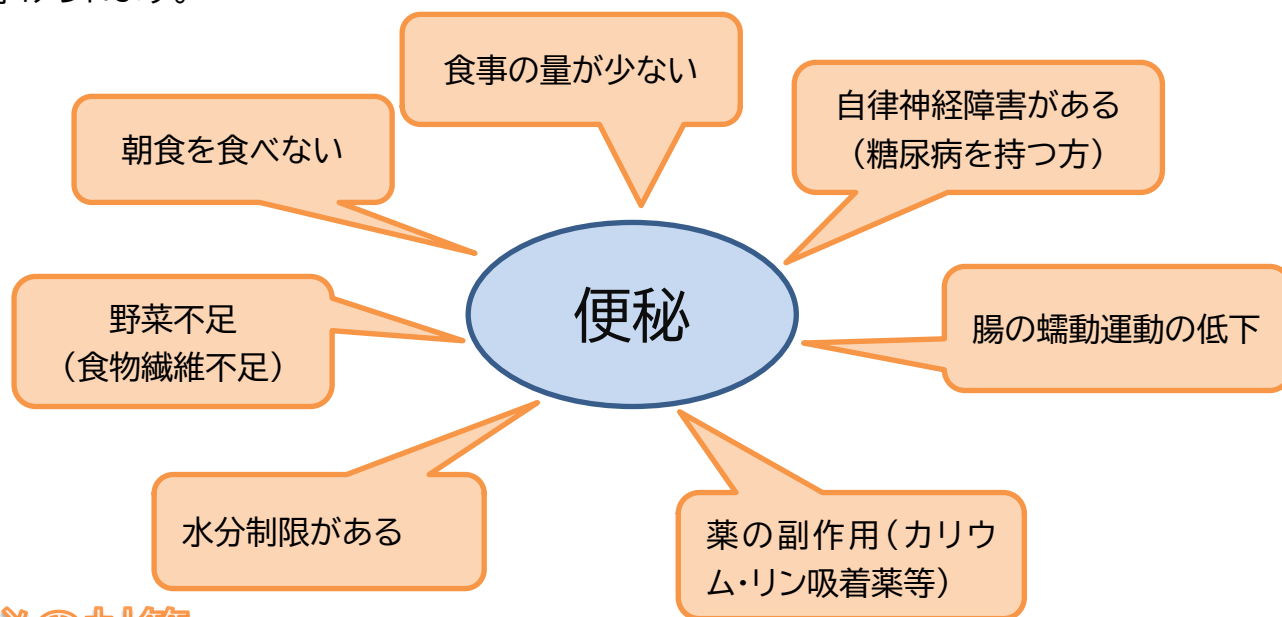 食事の量が少ない
自律神経障害がある
（糖尿病を持つ方）
朝食を食べない
便秘
野菜不足
（食物繊維不足）
腸の蠕動運動の低下
水分制限がある
薬の副作用（カリウ
ム・リン吸着薬等）